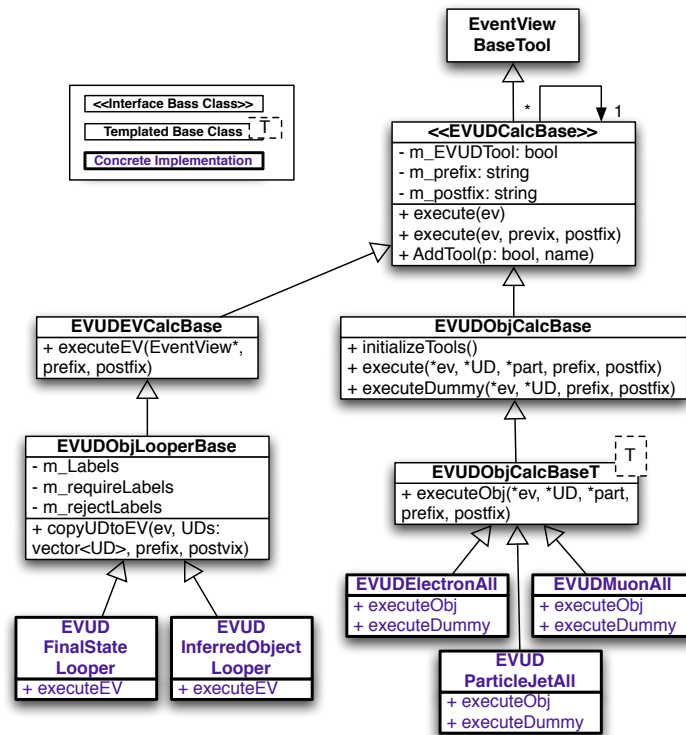 EventView
BaseTool
<<Interface Bass Class>>
Templated Base Class
T
Concrete Implementation
*
1
<<EVUDCalcBase>>
- m_EVUDTool: bool
- m_prefix: string
- m_postfix: string
+ execute(ev)
+ execute(ev, previx, postfix)
+ AddTool(p: bool, name)
EVUDEVCalcBase
+ executeEV(EventView*,
prefix, postfix)
EVUDObjCalcBase
+ initializeTools()
+ execute(*ev, *UD, *part, prefix, postfix)
+ executeDummy(*ev, *UD, prefix, postfix)
EVUDObjLooperBase
- m_Labels
- m_requireLabels
- m_rejectLabels
+ copyUDtoEV(ev, UDs:
vector<UD>, prefix, postvix)
T
EVUDObjCalcBaseT
+ executeObj(*ev, *UD, *part,
prefix, postfix)
EVUDElectronAll
+ executeObj
+ executeDummy
EVUDMuonAll
+ executeObj
+ executeDummy
EVUD
FinalState
Looper
+ executeEV
EVUD
InferredObject
Looper
+ executeEV
EVUD
ParticleJetAll
+ executeObj
+ executeDummy